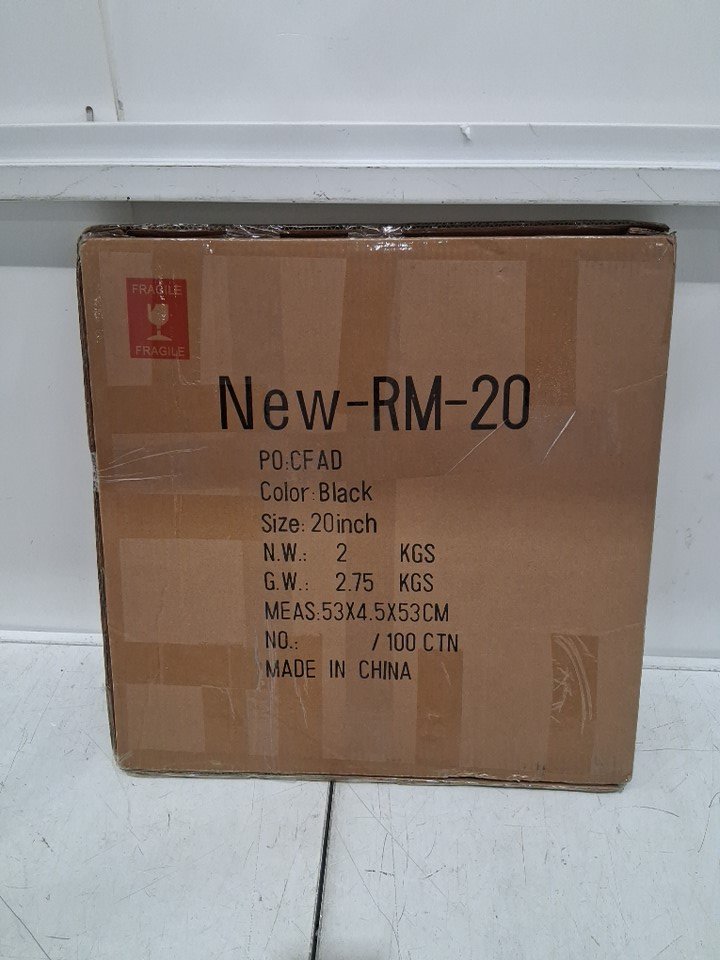 FRAGILE
FRAGILE
New-RM-20
PO:CFAD
Color:Black
Size: 20inch
N.W.: 2 KGS
G.W.: 2.75 KGS
MEAS:53X4.5X53CM
NO.: / 100 CTN
MADE IN CHINA